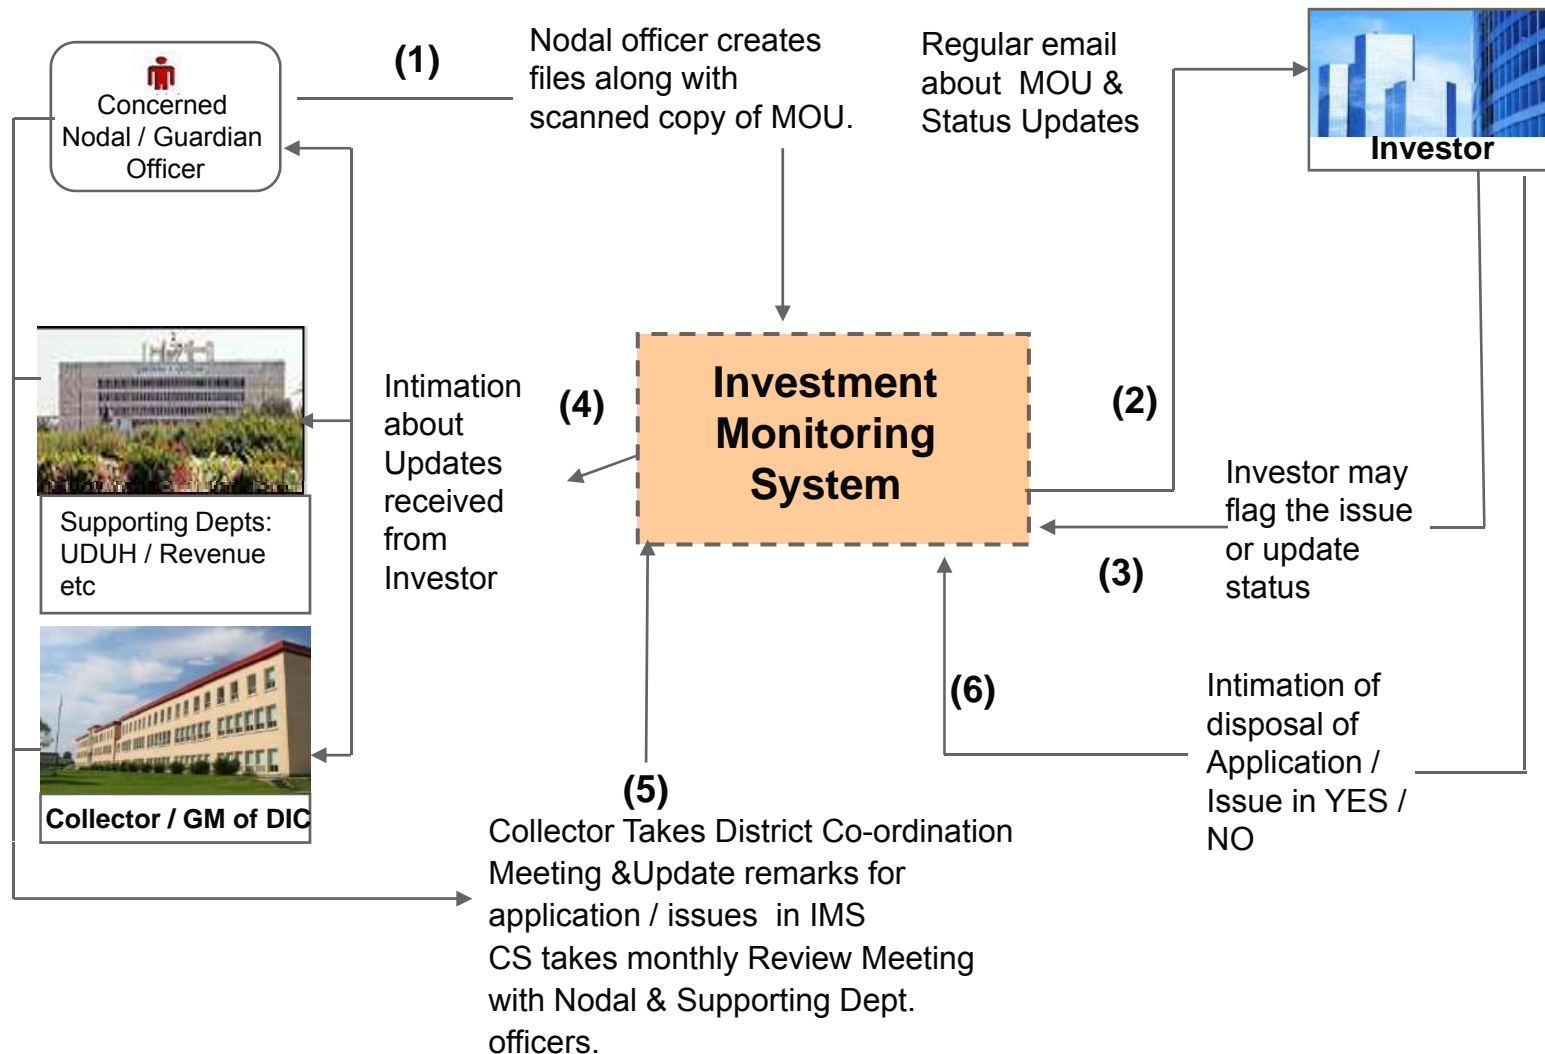 (1)
Nodal officer creates
files along with
scanned copy of MOU.
Regular email
about MOU &
Status Updates
Concerned
Nodal / Guardian
Officer
Investor
Investment
Monitoring
System
(2)
(4)
Intimation
about
Updates
received
from
Investor
Investor may
flag the issue
or update
status
(3)
Supporting Depts:
UDUH / Revenue
etc
Collector / GM of DIC
(6)
Intimation of
disposal of
Application /
Issue in YES /
NO
(5)
Collector Takes District Co-ordination
Meeting &Update remarks for
application / issues in IMS
CS takes monthly Review Meeting
with Nodal & Supporting Dept.
officers.